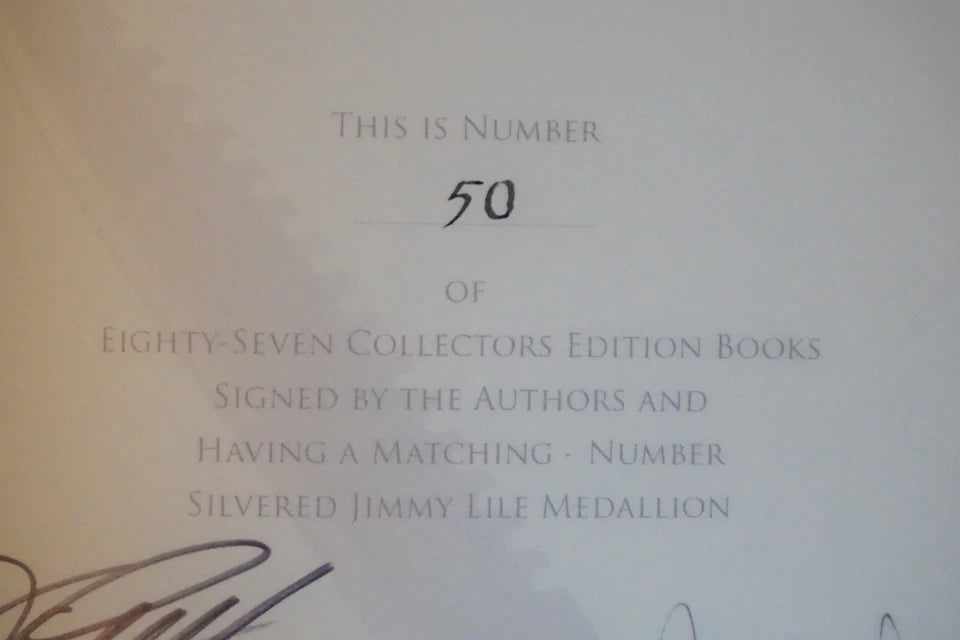 This is Number
50
of
Eighty-Seven Collectors Edition Books
Signed by the Authors and
Having a Matching - Number
Silvered Jimmy Lile Medallion